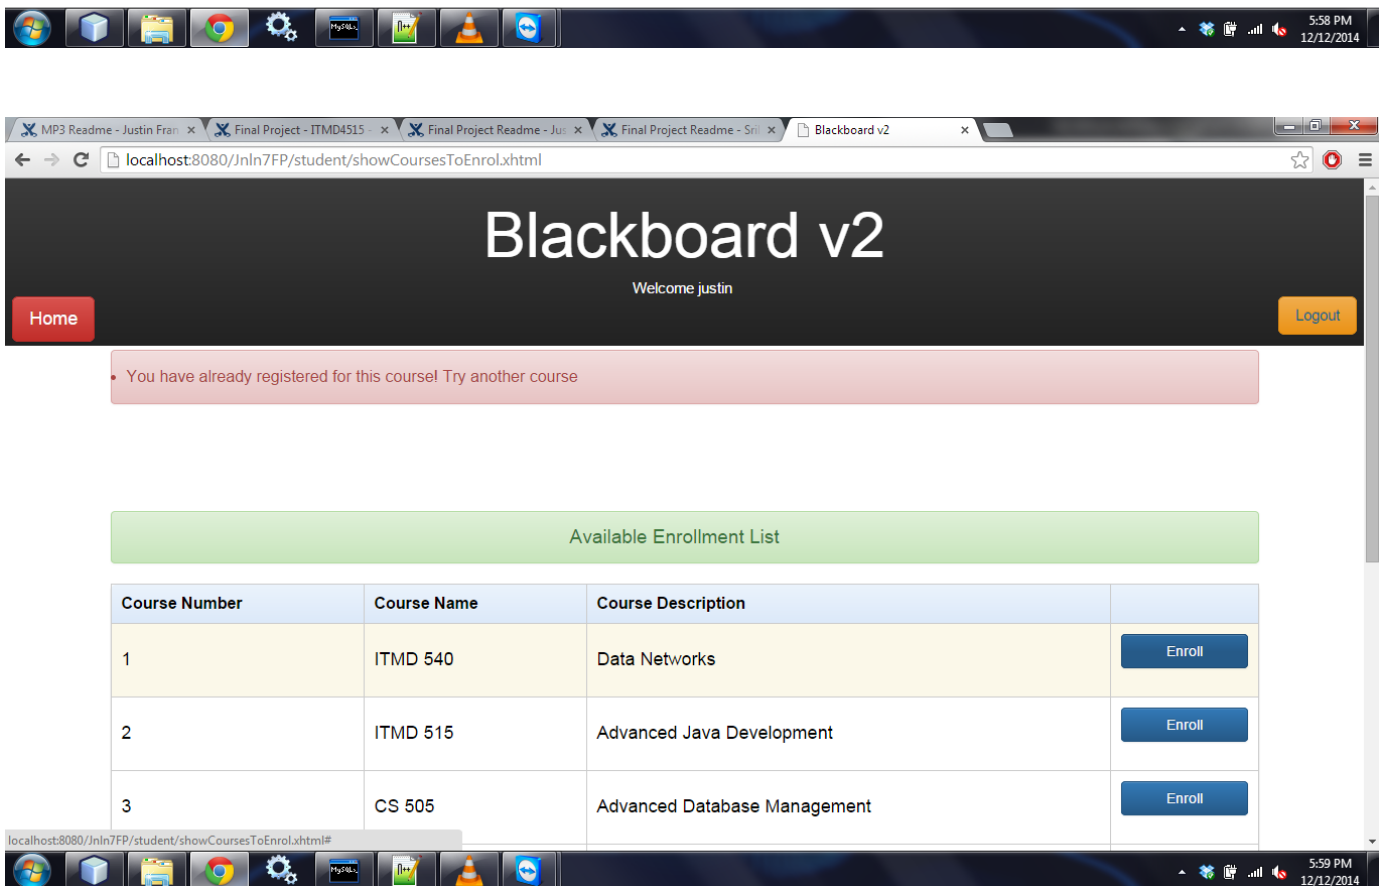 MySQL
N++
5:58 PM
12/12/2014
MP3 Readme - Justin Fran
Final Project - ITMD4515 -
Final Project Readme - Jus
Final Project Readme - Sril
Blackboard v2
localhost:8080/Jnln7FP/student/showCoursesToEnrol.xhtml
Blackboard v2
Welcome justin
Home
Logout
• You have already registered for this course! Try another course
Available Enrollment List
Course Number Course Name Course Description
1 ITMD 540 Data Networks Enroll
2 ITMD 515 Advanced Java Development Enroll
3 CS 505 Advanced Database Management Enroll
localhost:8080/Jnln7FP/student/showCoursesToEnrol.xhtml#
MySQL
N++
5:59 PM
12/12/2014